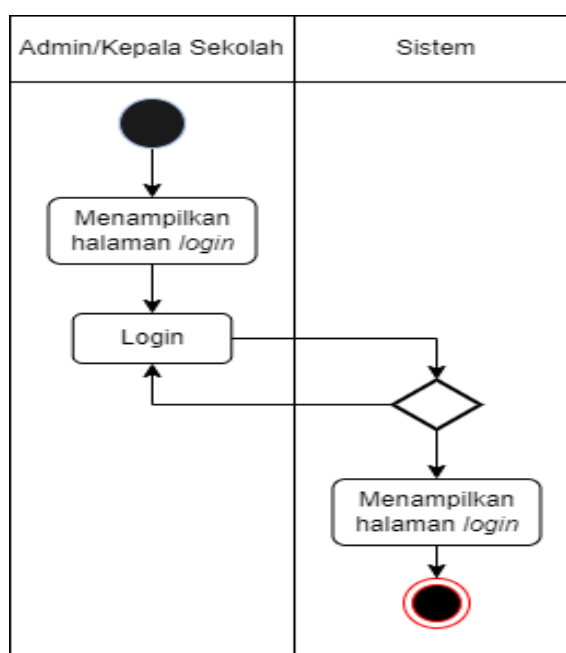 Admin/Kepala Sekolah
Sistem
Menampilkan
halaman login
Login
Menampilkan
halaman login